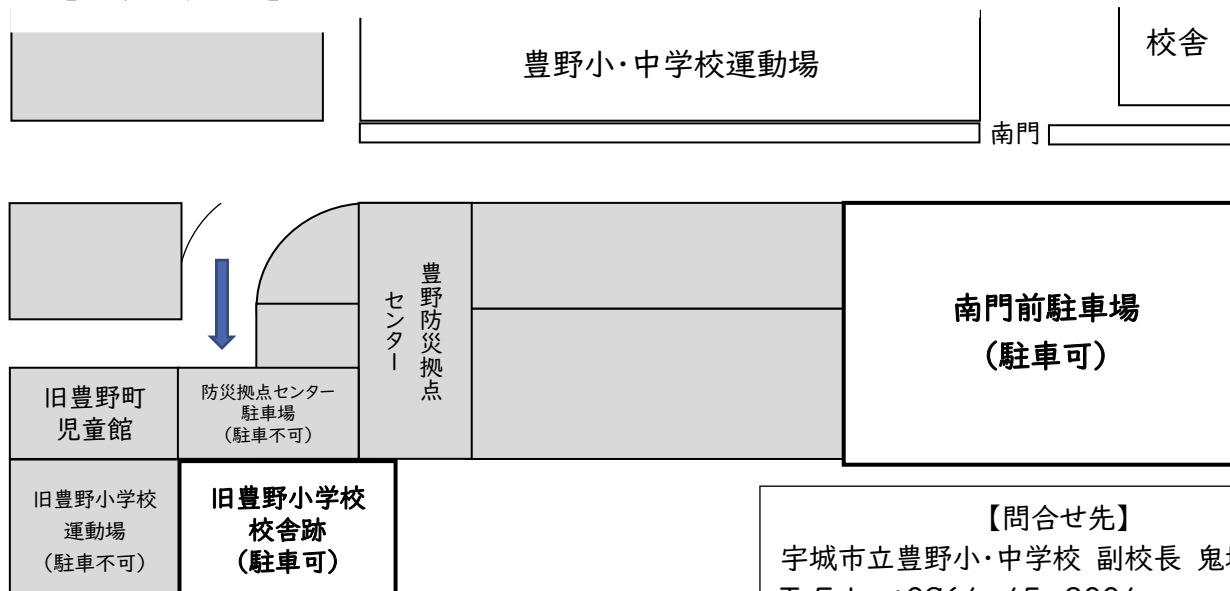 豊野小・中学校運動場
校舎
南門
豊野防災拠点
センター
南門前駐車場
(駐車可)
旧豊野町
児童館
防災拠点センター
駐車場
(駐車不可)
旧豊野小学校
運動場
(駐車不可)
旧豊野小学校
校舎跡
(駐車可)
【問合せ先】
宇城市立豊野小・中学校 副校長 鬼